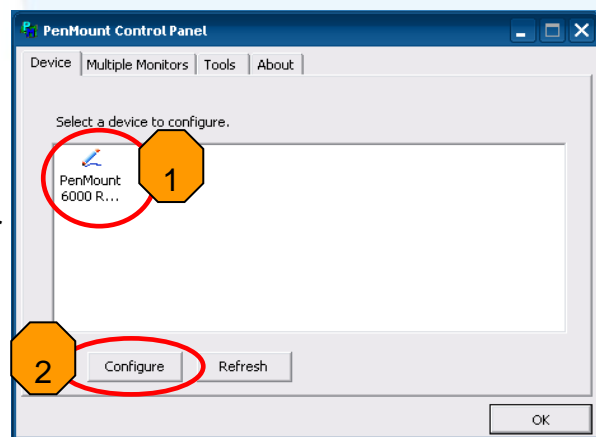 PenMount Control Panel
Device Multiple Monitors Tools About
Select a device to configure.
PenMount
6000 R...
1
2
Configure Refresh
OK